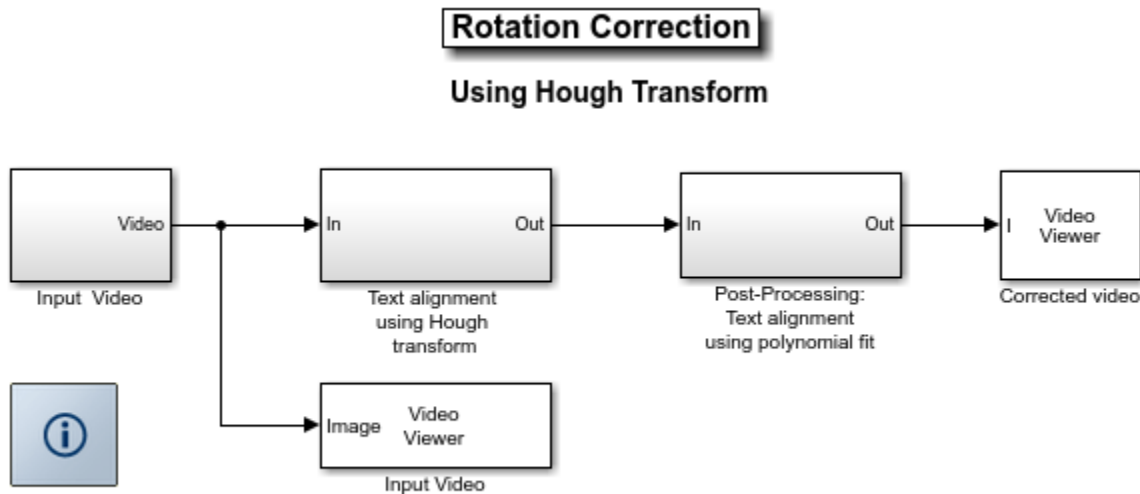 Rotation Correction
Using Hough Transform
Video
In
Out
In
Out
I
Video
Viewer
Input  Video
Text alignment
using Hough
transform
Post-Processing:
Text alignment
using polynomial fit
Corrected video
Image
Video
Viewer
Input Video
i